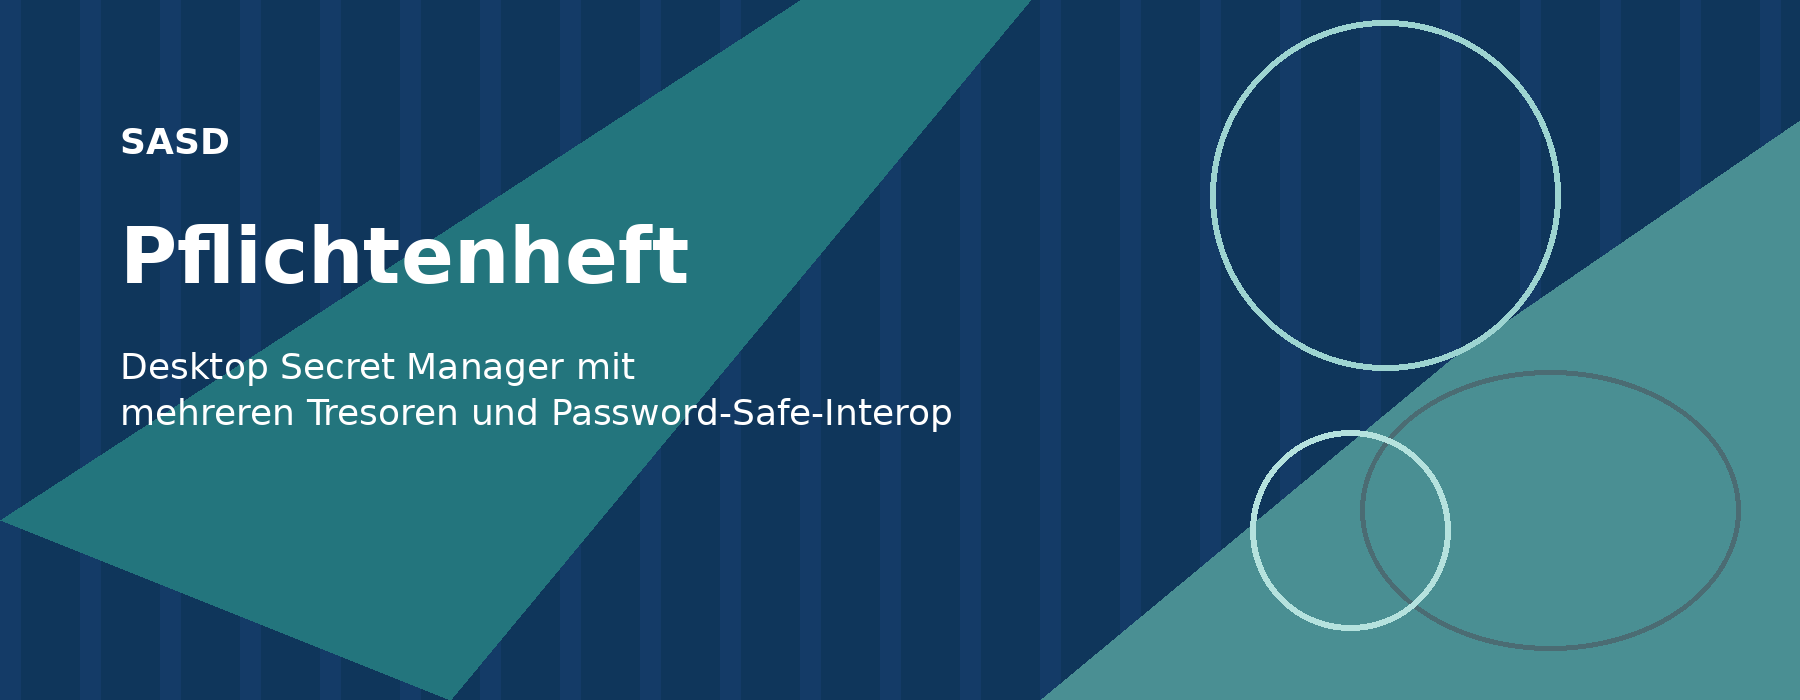 SASD
Pflichtenheft
Desktop Secret Manager mit
mehreren Tresoren und Password-Safe-Interop